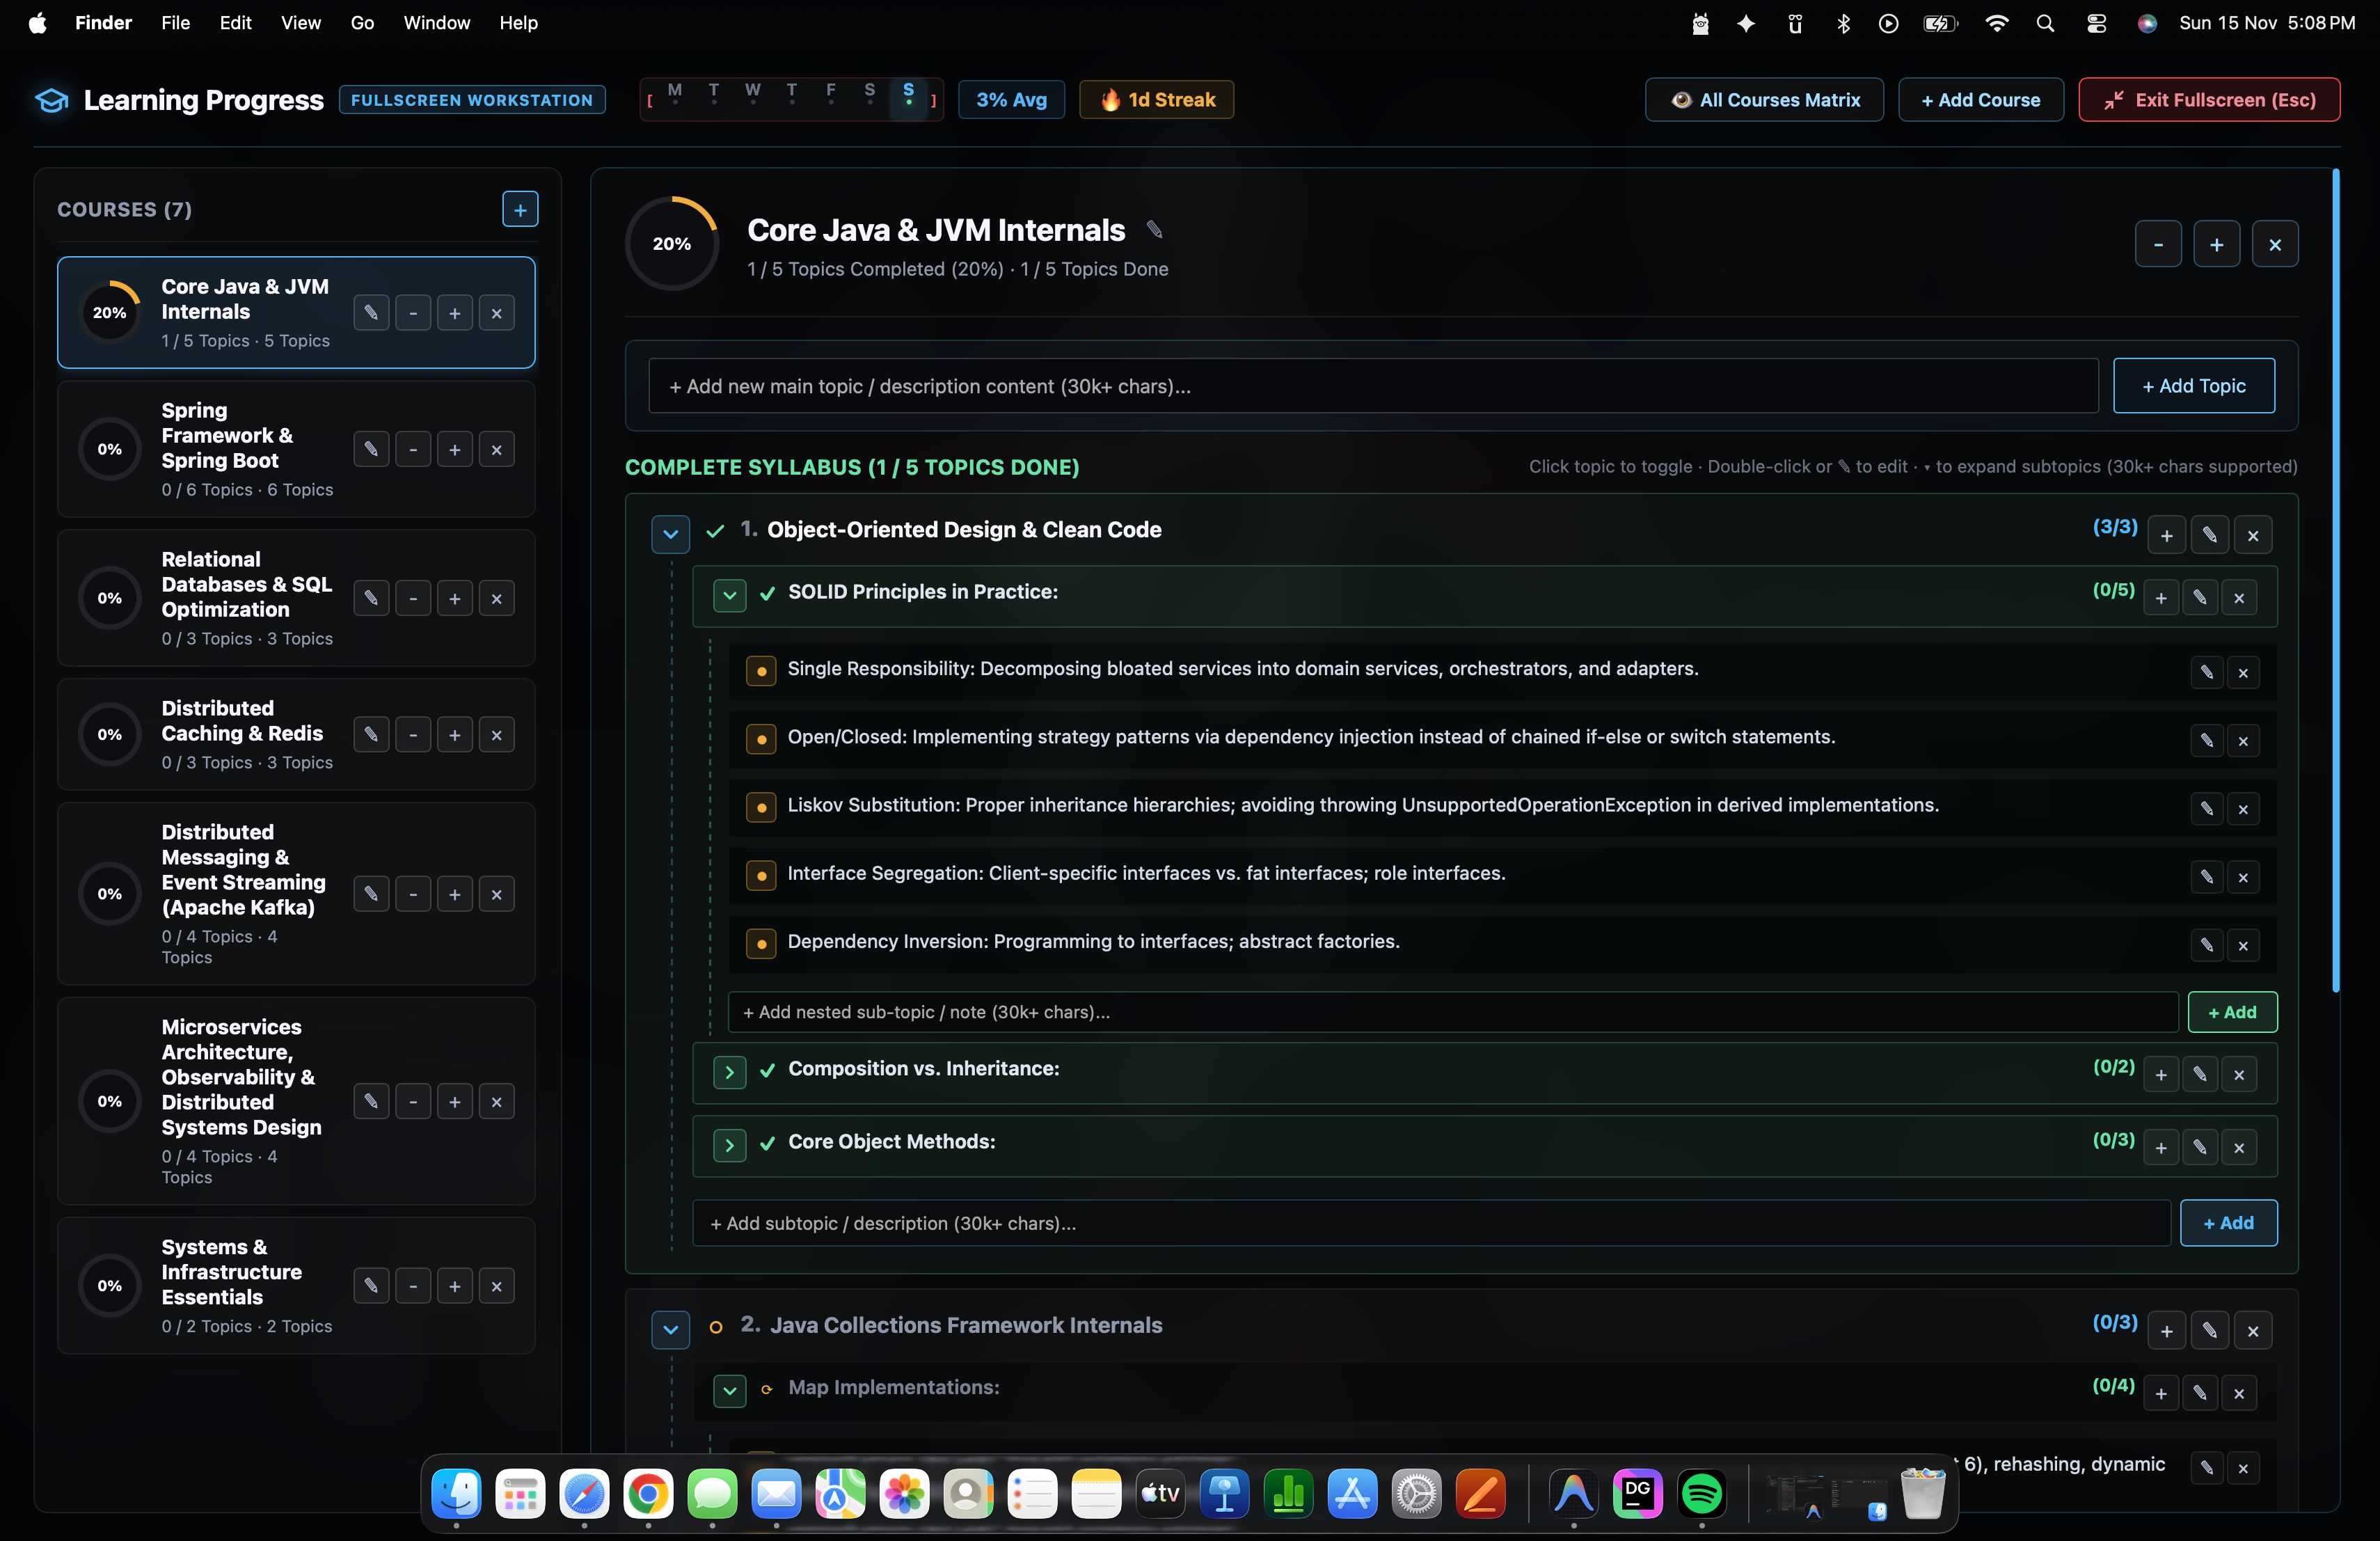 Finder File Edit View Go Window Help
Sun 15 Nov 5:08 PM
Learning Progress
FULLSCREEN WORKSTATION
[ M T W T F S S ]
3% Avg
🔥 1d Streak
👁 All Courses Matrix
+ Add Course
Exit Fullscreen (Esc)
COURSES (7)
+
20%
Core Java & JVM
Internals
1 / 5 Topics · 5 Topics
✎ - + ×
0%
Spring
Framework &
Spring Boot
0 / 6 Topics · 6 Topics
✎ - + ×
0%
Relational
Databases & SQL
Optimization
0 / 3 Topics · 3 Topics
✎ - + ×
0%
Distributed
Caching & Redis
0 / 3 Topics · 3 Topics
✎ - + ×
0%
Distributed
Messaging &
Event Streaming
(Apache Kafka)
0 / 4 Topics · 4
Topics
✎ - + ×
0%
Microservices
Architecture,
Observability &
Distributed
Systems Design
0 / 4 Topics · 4
Topics
✎ - + ×
0%
Systems &
Infrastructure
Essentials
0 / 2 Topics · 2 Topics
✎ - + ×
20%
Core Java & JVM Internals ✎
1 / 5 Topics Completed (20%) · 1 / 5 Topics Done
- + ×
+ Add new main topic / description content (30k+ chars)...
+ Add Topic
COMPLETE SYLLABUS (1 / 5 TOPICS DONE)
Click topic to toggle · Double-click or ✎ to edit · ▾ to expand subtopics (30k+ chars supported)
✓ 1. Object-Oriented Design & Clean Code (3/3) + ✎ ×
✓ SOLID Principles in Practice: (0/5) + ✎ ×
Single Responsibility: Decomposing bloated services into domain services, orchestrators, and adapters. ✎ ×
Open/Closed: Implementing strategy patterns via dependency injection instead of chained if-else or switch statements. ✎ ×
Liskov Substitution: Proper inheritance hierarchies; avoiding throwing UnsupportedOperationException in derived implementations. ✎ ×
Interface Segregation: Client-specific interfaces vs. fat interfaces; role interfaces. ✎ ×
Dependency Inversion: Programming to interfaces; abstract factories. ✎ ×
+ Add nested sub-topic / note (30k+ chars)...
+ Add
✓ Composition vs. Inheritance: (0/2) + ✎ ×
✓ Core Object Methods: (0/3) + ✎ ×
+ Add subtopic / description (30k+ chars)...
+ Add
2. Java Collections Framework Internals (0/3) + ✎ ×
Map Implementations: (0/4) + ✎ ×
6), rehashing, dynamic ✎ ×
tv
DG